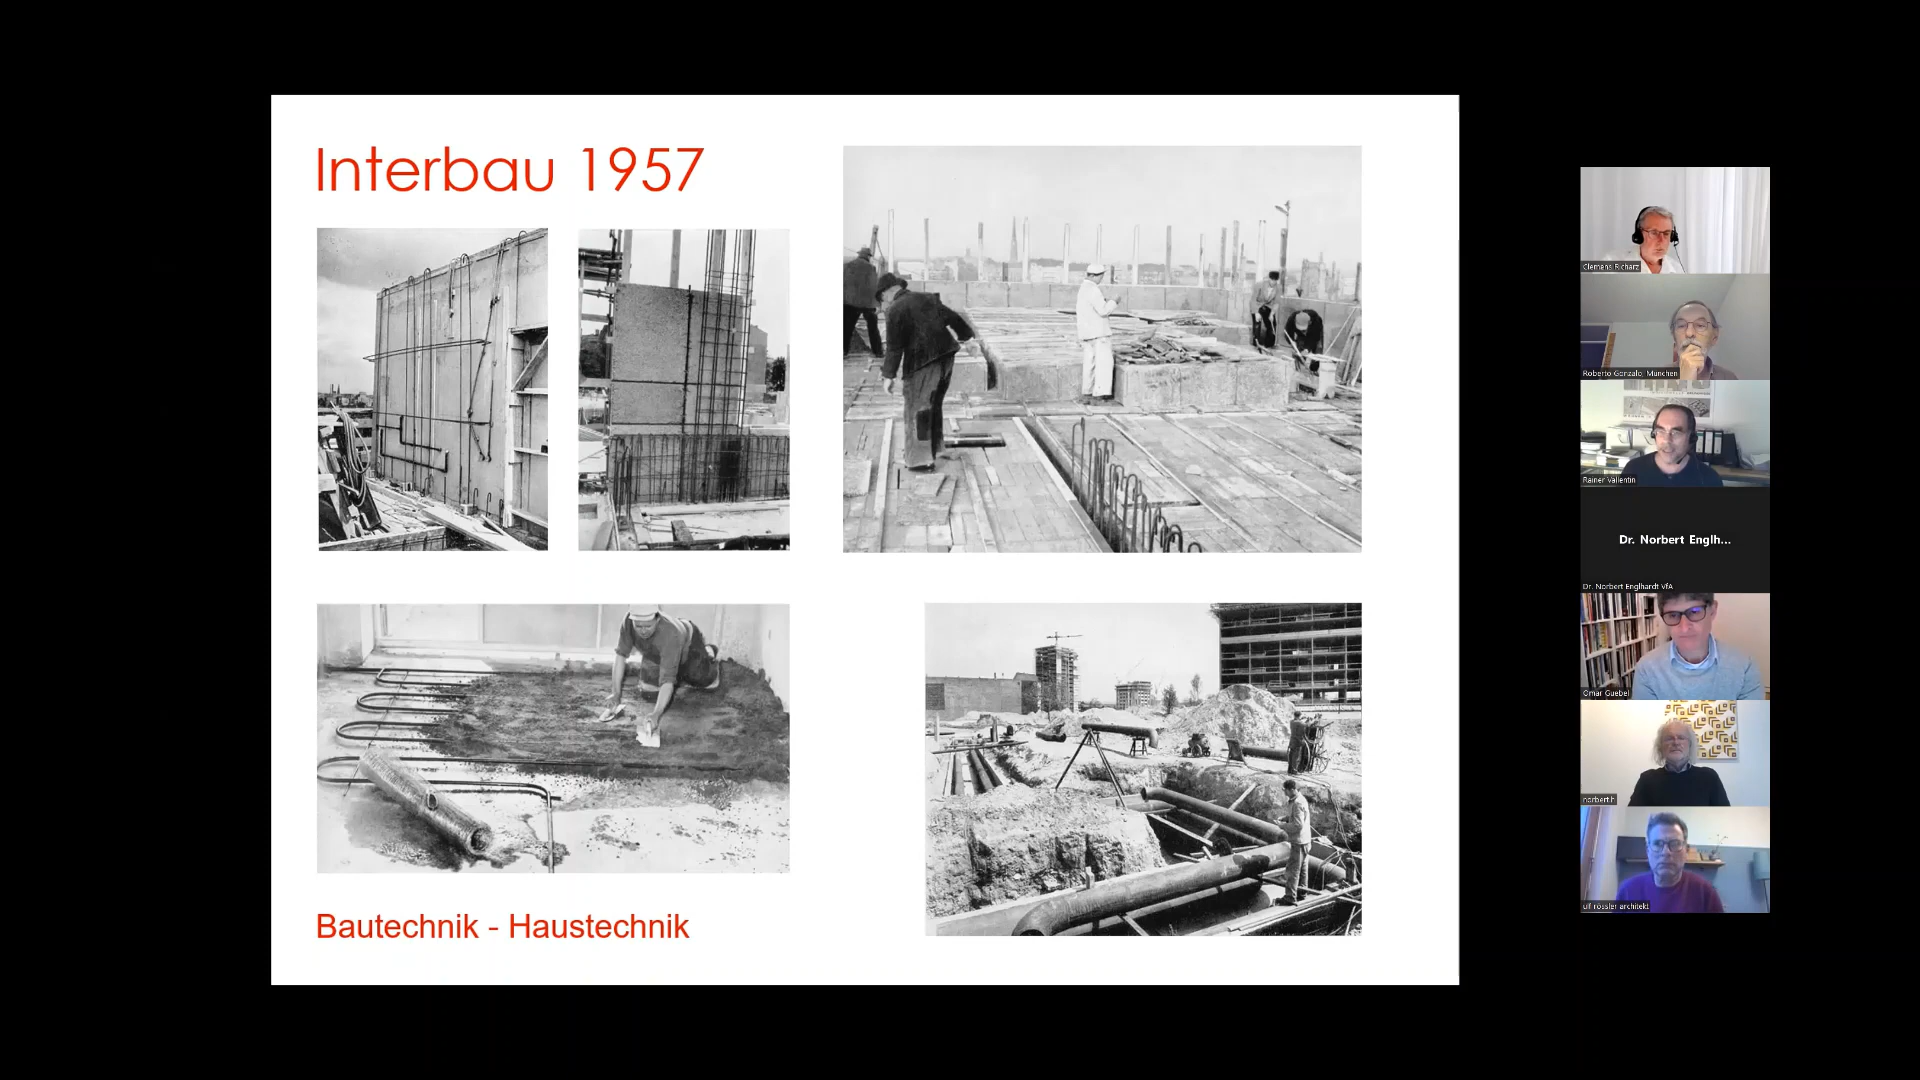 Interbau 1957
Bautechnik - Haustechnik
Clemens Richarz
Roberto Gonzalo, München
Rainer Vallentin
Dr. Norbert Englh...
Dr. Norbert Englhardt VfA
Omar Guebel
norbert.h
ulf rössler architekt